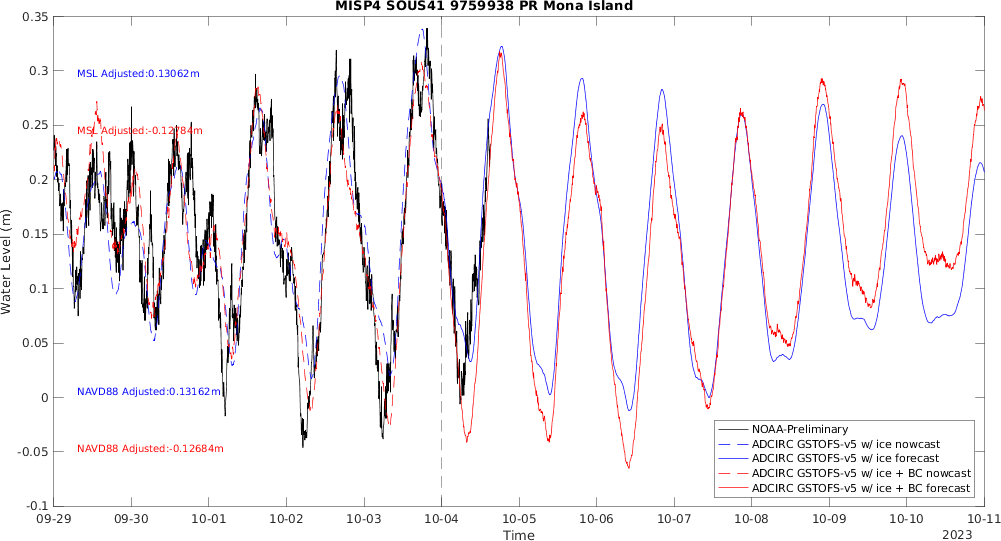 MISP4 SOUS41 9759938 PR Mona Island
0.35
0.3
0.25
0.2
0.15
0.1
0.05
0
-0.05
-0.1
Water Level (m)
MSL Adjusted:0.13062m
MSL Adjusted:-0.12784m
NAVD88 Adjusted:0.13162m
NAVD88 Adjusted:-0.12684m
NOAA-Preliminary
ADCIRC GSTOFS-v5 w/ ice nowcast
ADCIRC GSTOFS-v5 w/ ice forecast
ADCIRC GSTOFS-v5 w/ ice + BC nowcast
ADCIRC GSTOFS-v5 w/ ice + BC forecast
09-29 09-30 10-01 10-02 10-03 10-04 10-05 10-06 10-07 10-08 10-09 10-10 10-11
Time
2023